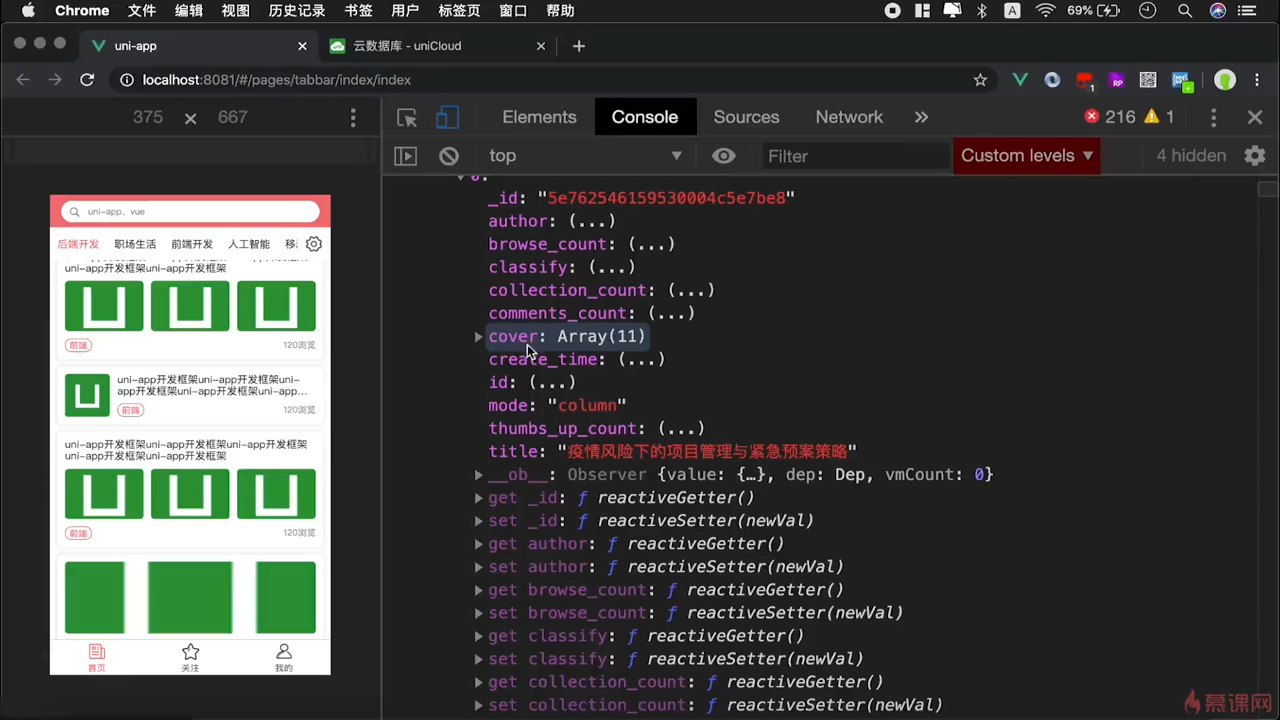 Chrome 文件 编辑 视图 历史记录 书签 用户 标签页 窗口 帮助 A 69%
uni-app 云数据库 - uniCloud
localhost:8081/#/pages/tabbar/index/index
375 667
Elements Console Sources Network 216 1
top Filter Custom levels 4 hidden
uni-app、vue
后端开发 职场生活 前端开发 人工智能
uni-app开发框架uni-app开发框架
前端 120浏览
uni-app开发框架uni-app开发框架uni-
app开发框架uni-app开发框架uni-app...
前端 120浏览
uni-app开发框架uni-app开发框架uni-app开发框架
uni-app开发框架uni-app开发框架
前端 120浏览
首页 关注 我的
0:
_id: "5e762546159530004c5e7be8"
author: (...)
browse_count: (...)
classify: (...)
collection_count: (...)
comments_count: (...)
cover: Array(11)
create_time: (...)
id: (...)
mode: "column"
thumbs_up_count: (...)
title: "疫情风险下的项目管理与紧急预案策略"
__ob__: Observer {value: {…}, dep: Dep, vmCount: 0}
get _id: ƒ reactiveGetter()
set _id: ƒ reactiveSetter(newVal)
get author: ƒ reactiveGetter()
set author: ƒ reactiveSetter(newVal)
get browse_count: ƒ reactiveGetter()
set browse_count: ƒ reactiveSetter(newVal)
get classify: ƒ reactiveGetter()
set classify: ƒ reactiveSetter(newVal)
get collection_count: ƒ reactiveGetter()
set collection_count: ƒ reactiveSetter(newVal)
慕课网